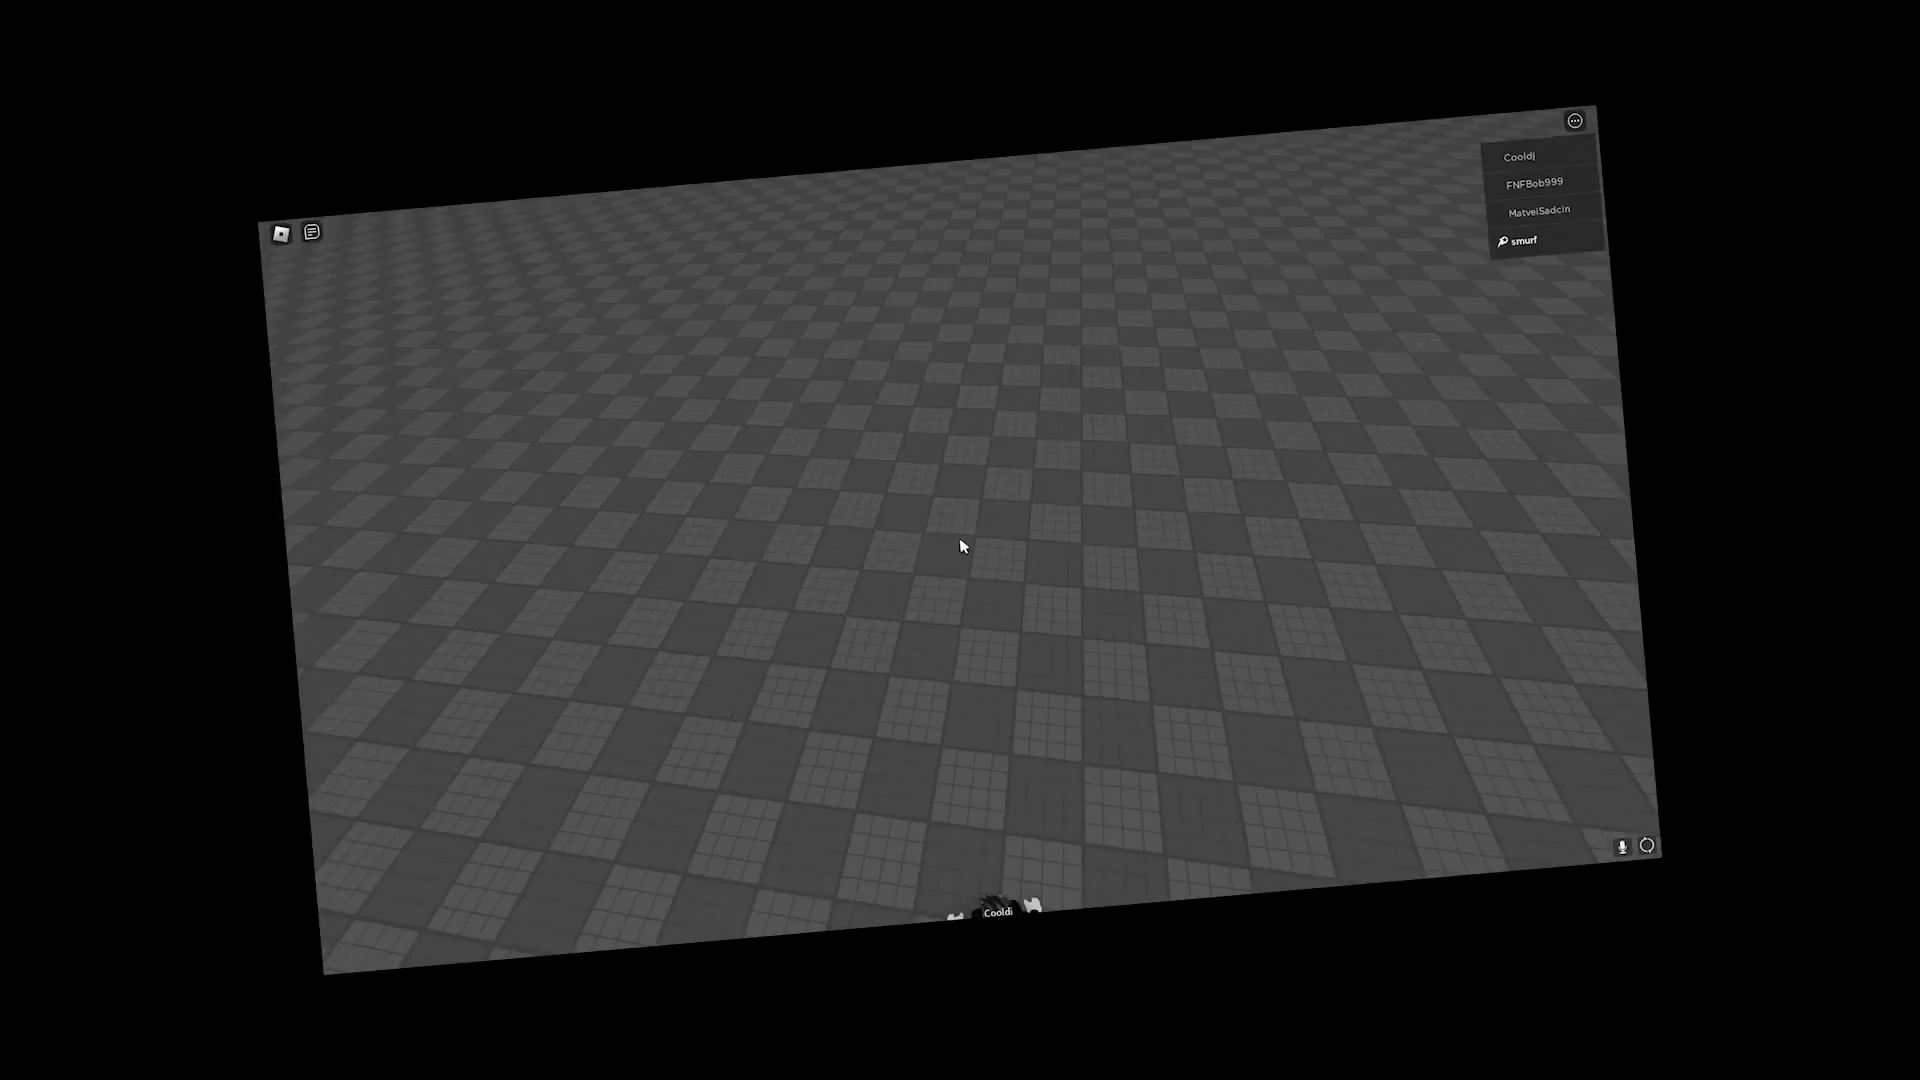 Cooldj
FNFBob999
MatveiSadcin
smurf
Cooldj